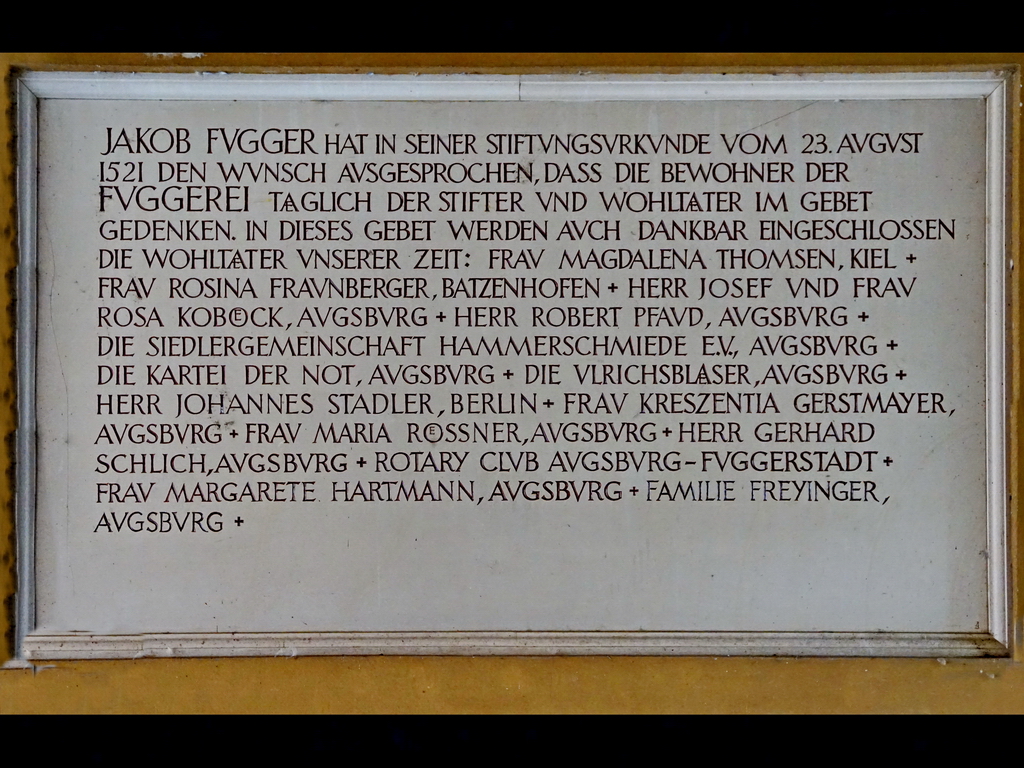 JAKOB FVGGER HAT IN SEINER STIFTVNGSVRKVNDE VOM 23. AVGVST
1521 DEN WVNSCH AVSGESPROCHEN, DASS DIE BEWOHNER DER
FVGGEREI TÄGLICH DER STIFTER VND WOHLTÄTER IM GEBET
GEDENKEN. IN DIESES GEBET WERDEN AVCH DANKBAR EINGESCHLOSSEN
DIE WOHLTÄTER VNSERER ZEIT: FRAV MAGDALENA THOMSEN, KIEL +
FRAV ROSINA FRAVNBERGER, BATZENHOFEN + HERR JOSEF VND FRAV
ROSA KOBŒCK, AVGSBVRG + HERR ROBERT PFAVD, AVGSBVRG +
DIE SIEDLERGEMEINSCHAFT HAMMERSCHMIEDE E.V., AVGSBVRG +
DIE KARTEI DER NOT, AVGSBVRG + DIE VLRICHSBLÄSER, AVGSBVRG +
HERR JOHANNES STADLER, BERLIN + FRAV KRESZENTIA GERSTMAYER,
AVGSBVRG + FRAV MARIA RŒSSNER, AVGSBVRG + HERR GERHARD
SCHLICH, AVGSBVRG + ROTARY CLVB AVGSBVRG-FVGGERSTADT +
FRAV MARGARETE HARTMANN, AVGSBVRG + FAMILIE FREYINGER,
AVGSBVRG +